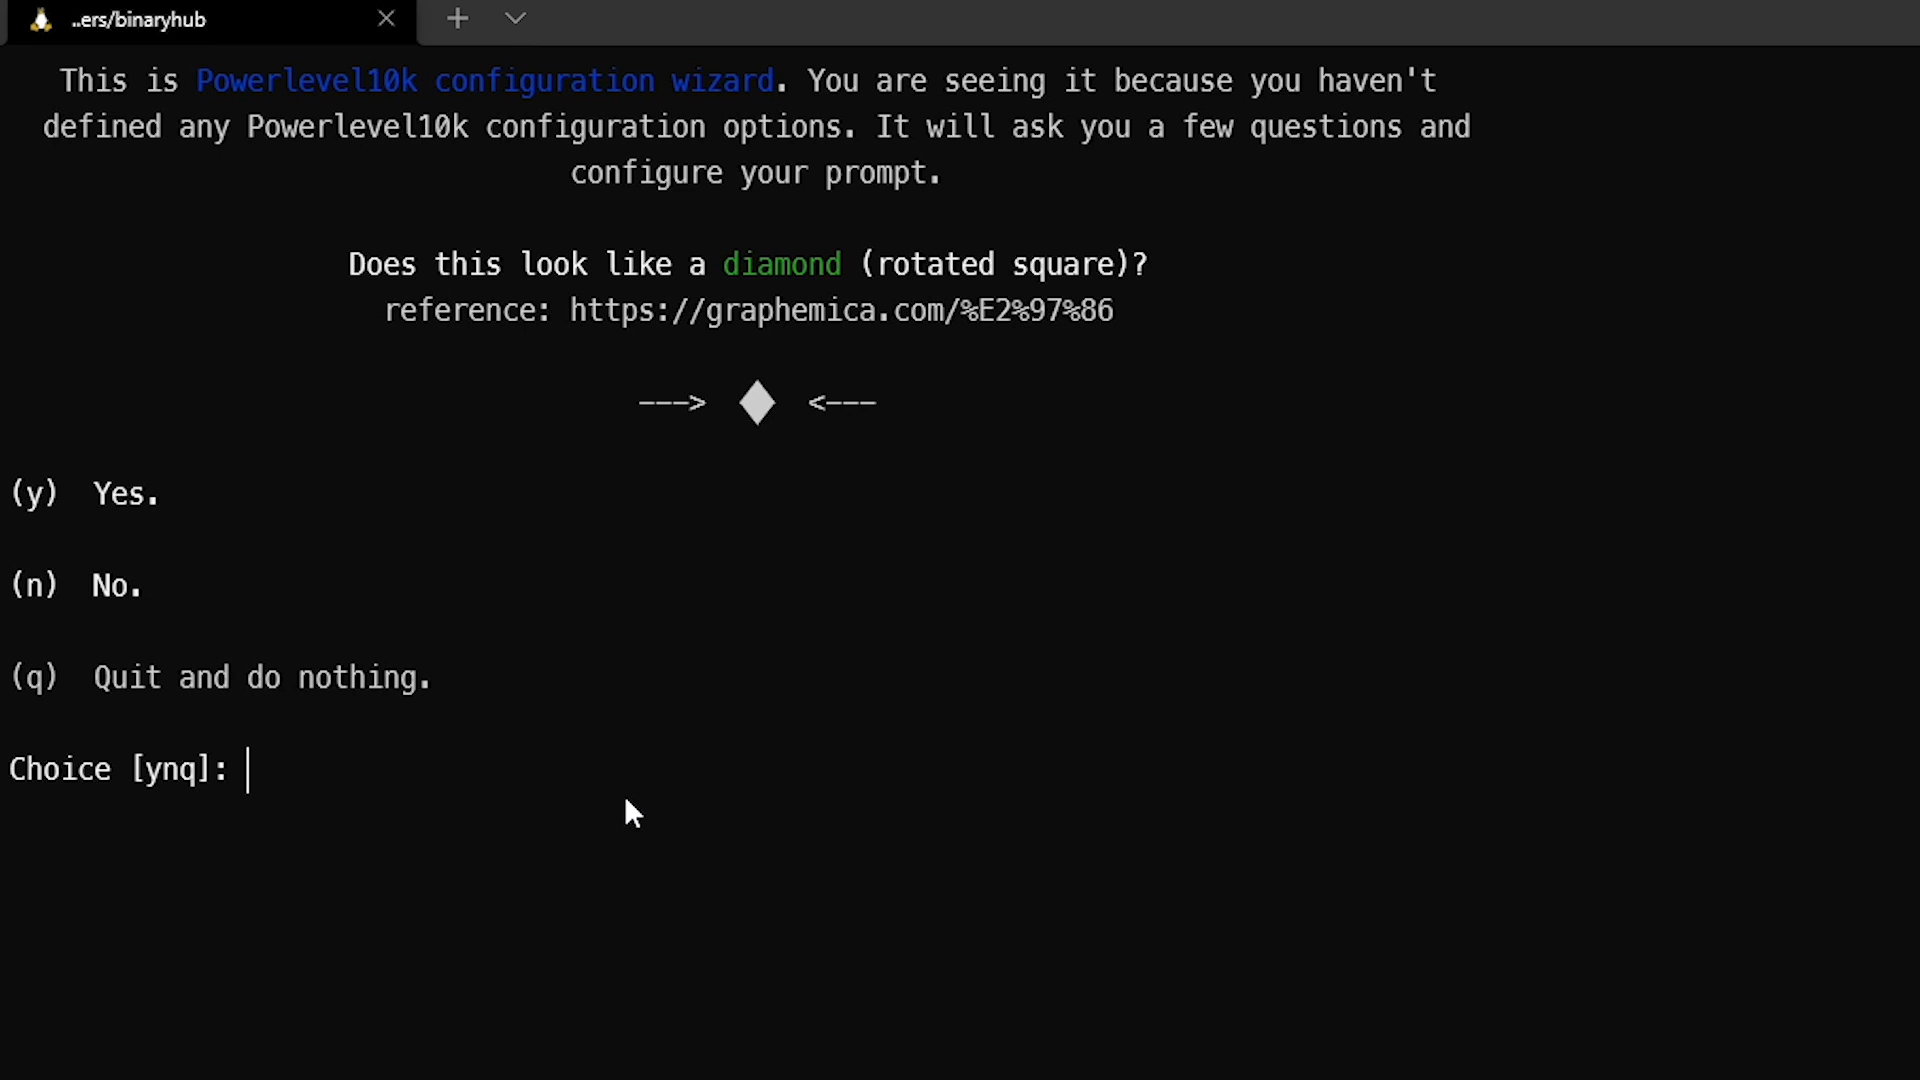 ..ers/binaryhub
This is Powerlevel10k configuration wizard. You are seeing it because you haven't
defined any Powerlevel10k configuration options. It will ask you a few questions and
configure your prompt.
Does this look like a diamond (rotated square)?
reference: https://graphemica.com/%E2%97%86
---> ♦ <---
(y) Yes.
(n) No.
(q) Quit and do nothing.
Choice [ynq]: